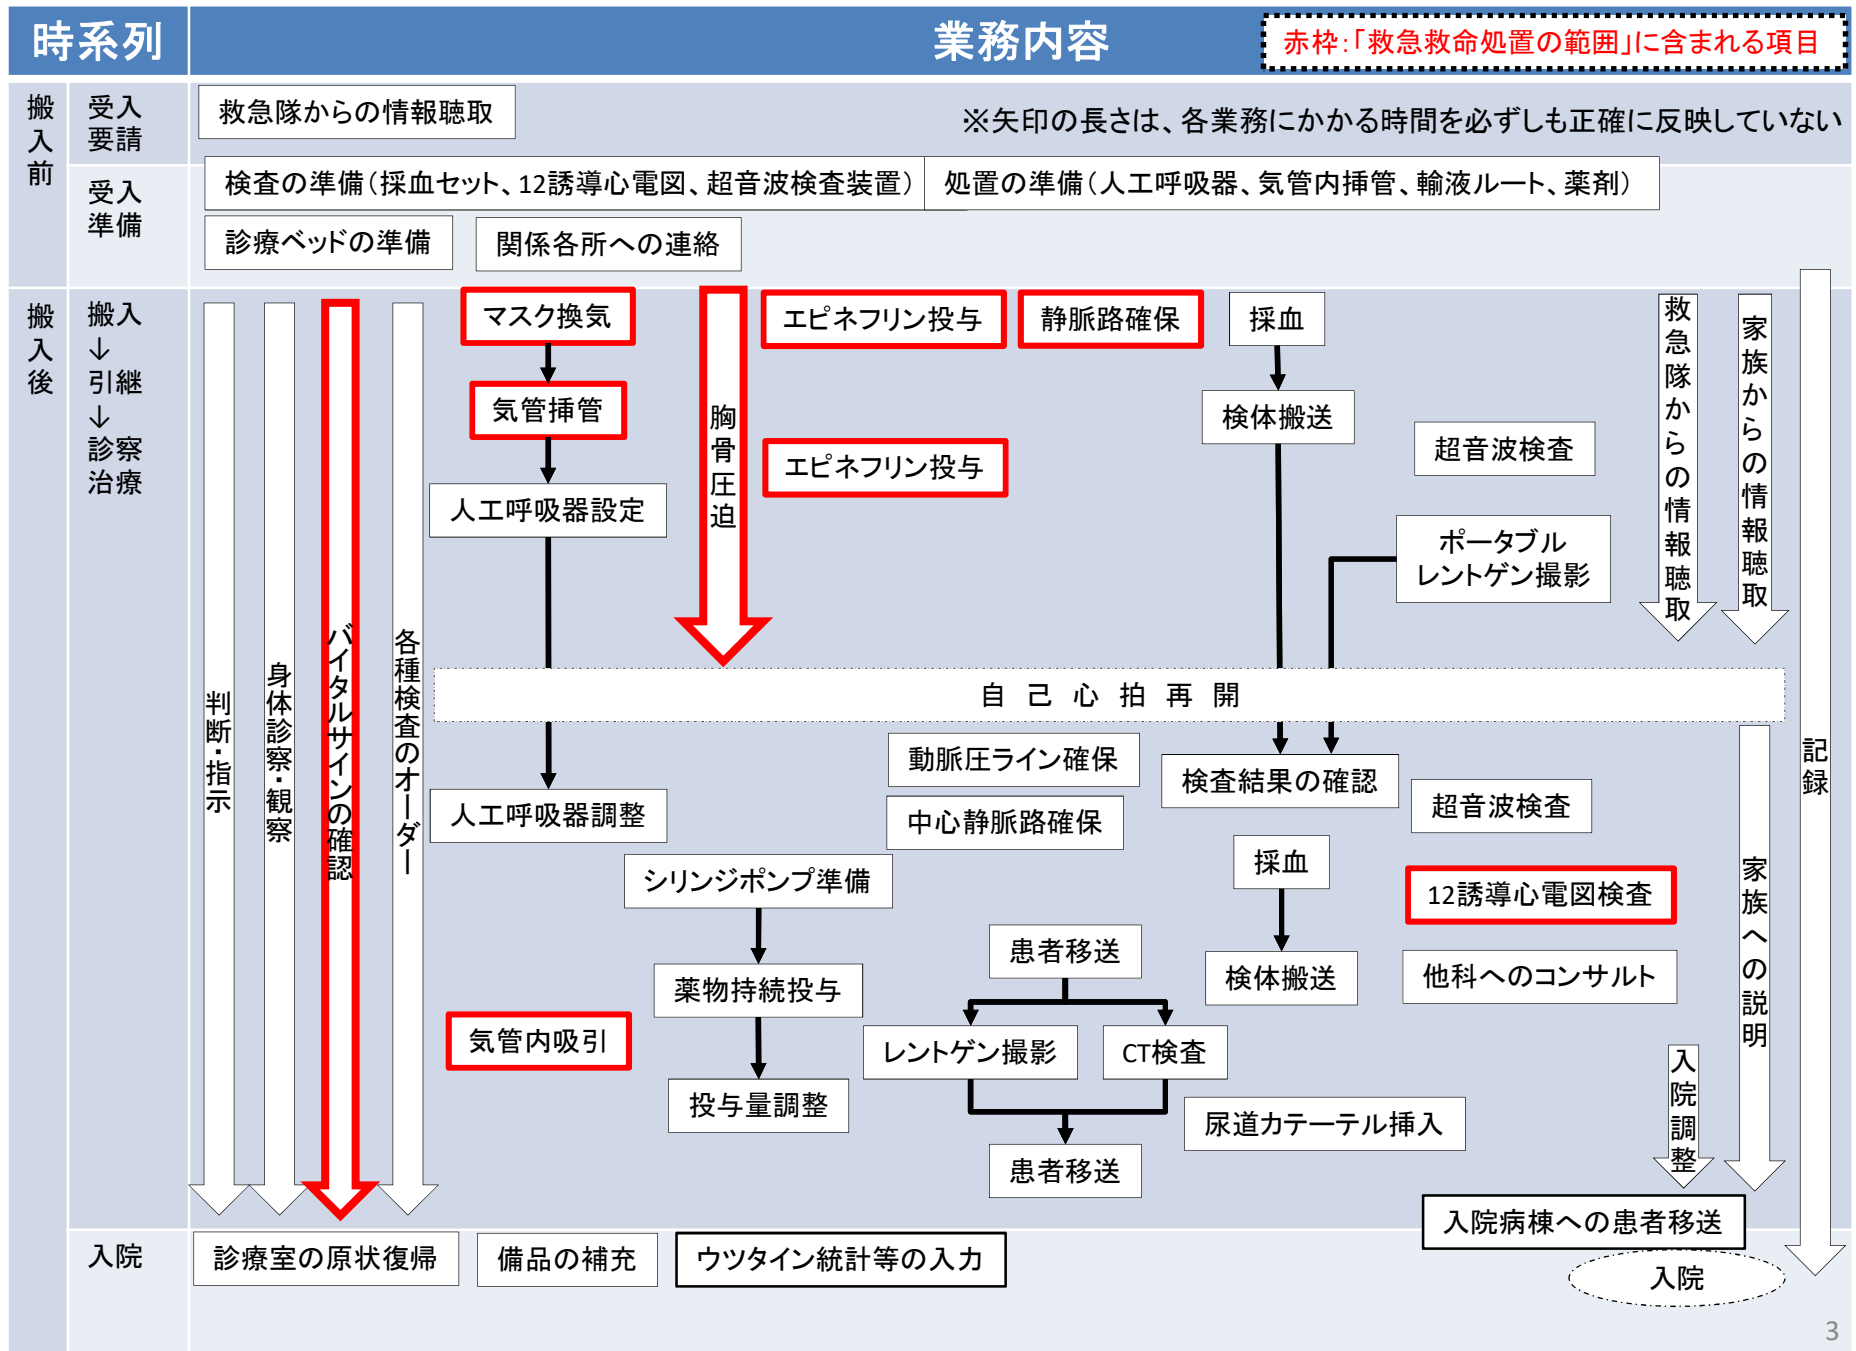 時系列
業務内容
赤枠：「救急救命処置の範囲」に含まれる項目
搬入前
受入
要請
救急隊からの情報聴取
※矢印の長さは、各業務にかかる時間を必ずしも正確に反映していない
受入
準備
検査の準備（採血セット、12誘導心電図、超音波検査装置）
処置の準備（人工呼吸器、気管内挿管、輸液ルート、薬剤）
診療ベッドの準備
関係各所への連絡
搬入後
搬入
↓
引継
↓
診察
治療
判断・指示
身体診察・観察
バイタルサインの確認
各種検査のオーダー
マスク換気
気管挿管
人工呼吸器設定
胸骨圧迫
エピネフリン投与
静脈路確保
エピネフリン投与
採血
検体搬送
超音波検査
ポータブル
レントゲン撮影
救急隊からの情報聴取
家族からの情報聴取
記録
自己心拍再開
人工呼吸器調整
動脈圧ライン確保
中心静脈路確保
検査結果の確認
超音波検査
シリンジポンプ準備
採血
12誘導心電図検査
薬物持続投与
患者移送
検体搬送
他科へのコンサルト
家族への説明
気管内吸引
レントゲン撮影
CT検査
投与量調整
尿道カテーテル挿入
入院調整
患者移送
入院病棟への患者移送
入院
診療室の原状復帰
備品の補充
ウツタイン統計等の入力
入院
3